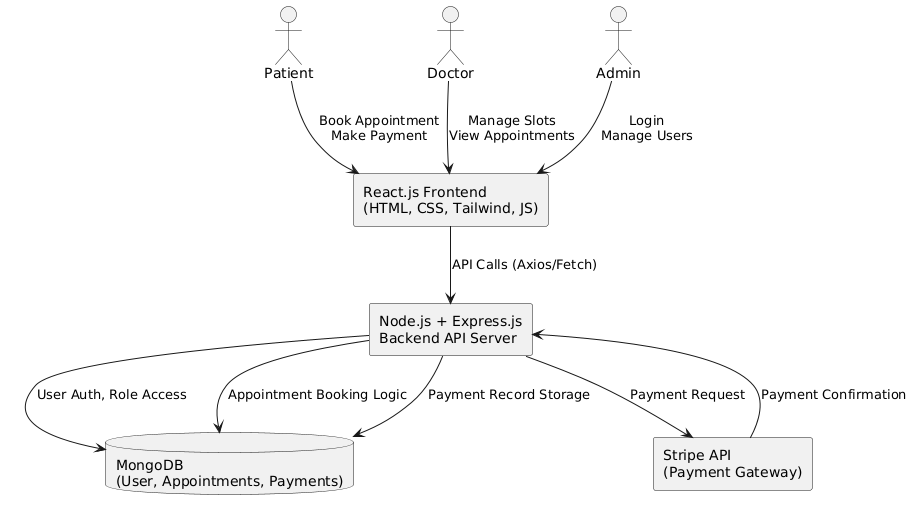 Patient
Doctor
Admin
Book Appointment
Make Payment
Manage Slots
View Appointments
Login
Manage Users
React.js Frontend
(HTML, CSS, Tailwind, JS)
API Calls (Axios/Fetch)
Node.js + Express.js
Backend API Server
User Auth, Role Access
Appointment Booking Logic
Payment Record Storage
Payment Request
Payment Confirmation
MongoDB
(User, Appointments, Payments)
Stripe API
(Payment Gateway)